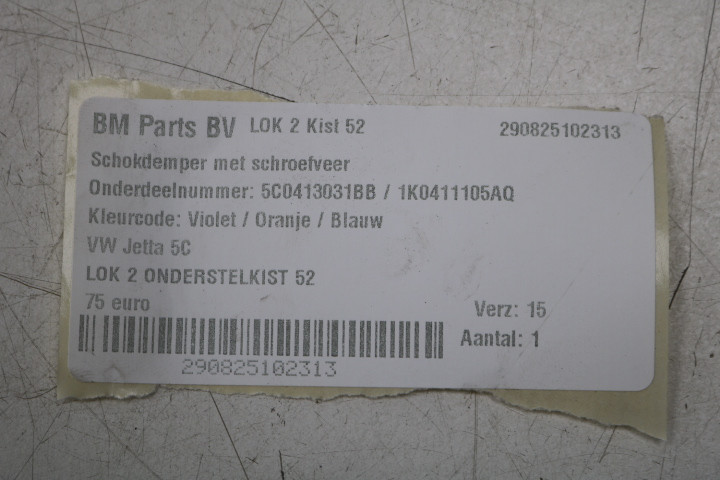 BM Parts BV LOK 2 Kist 52 290825102313
Schokdemper met schroefveer
Onderdeelnummer: 5C0413031BB / 1K0411105AQ
Kleurcode: Violet / Oranje / Blauw
VW Jetta 5C
LOK 2 ONDERSTELKIST 52
75 euro Verz: 15
Aantal: 1
290825102313